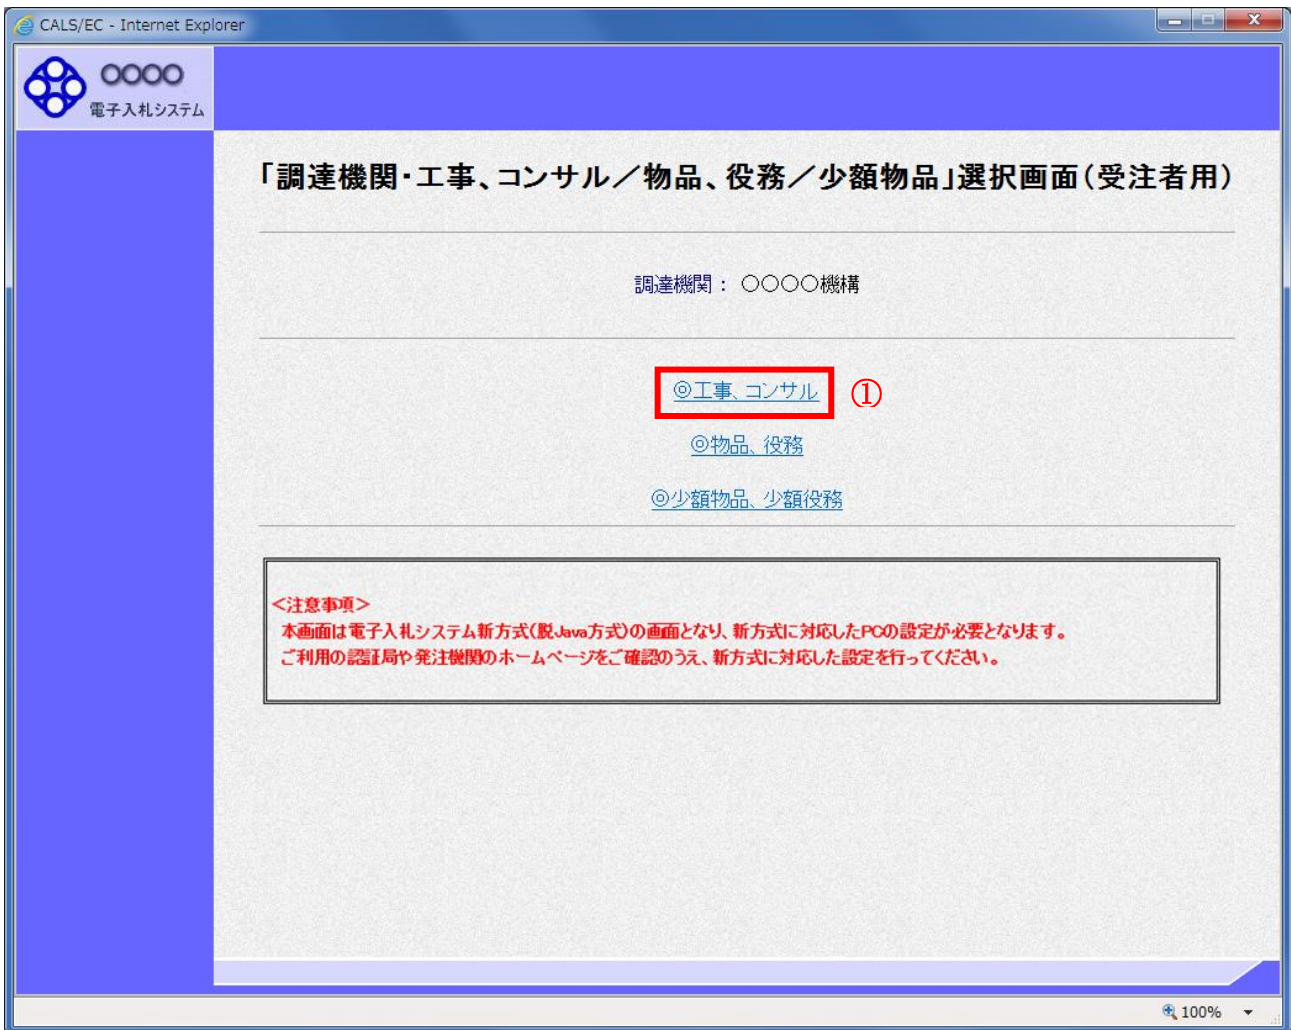 CALS/EC - Internet Explorer
○○○○
電子入札システム
「調達機関・工事、コンサル／物品、役務／少額物品」選択画面（受注者用）
調達機関： ○○○○機構
◎工事、コンサル ①
◎物品、役務
◎少額物品、少額役務
＜注意事項＞
本画面は電子入札システム新方式(脱Java方式)の画面となり、新方式に対応したPCの設定が必要となります。
ご利用の認証局や発注機関のホームページをご確認のうえ、新方式に対応した設定を行ってください。
100%